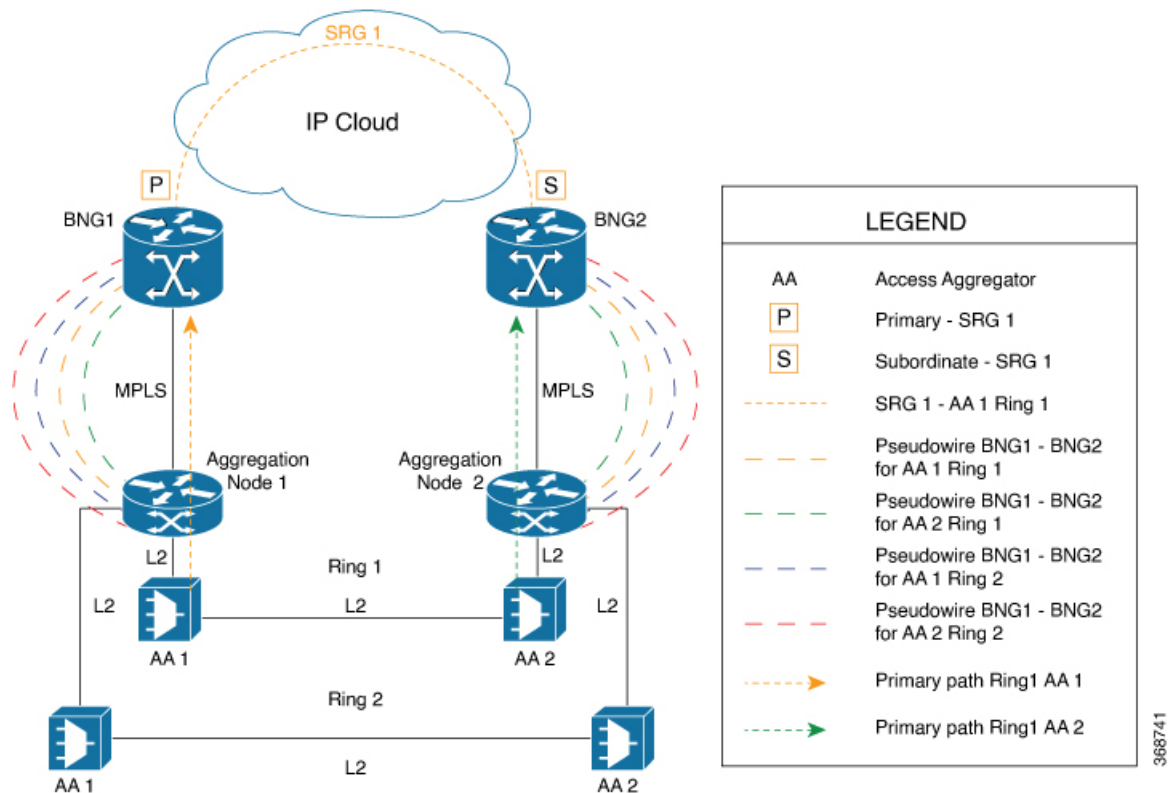 SRG 1
IP Cloud
P
S
BNG1
BNG2
MPLS
MPLS
Aggregation
Node 1
Aggregation
Node 2
L2
L2
Ring 1
L2
L2
L2
AA 1
AA 2
Ring 2
L2
AA 1
AA 2
LEGEND
AA Access Aggregator
P Primary - SRG 1
S Subordinate - SRG 1
SRG 1 - AA 1 Ring 1
Pseudowire BNG1 - BNG2
for AA 1 Ring 1
Pseudowire BNG1 - BNG2
for AA 2 Ring 1
Pseudowire BNG1 - BNG2
for AA 1 Ring 2
Pseudowire BNG1 - BNG2
for AA 2 Ring 2
Primary path Ring1 AA 1
Primary path Ring1 AA 2
368741